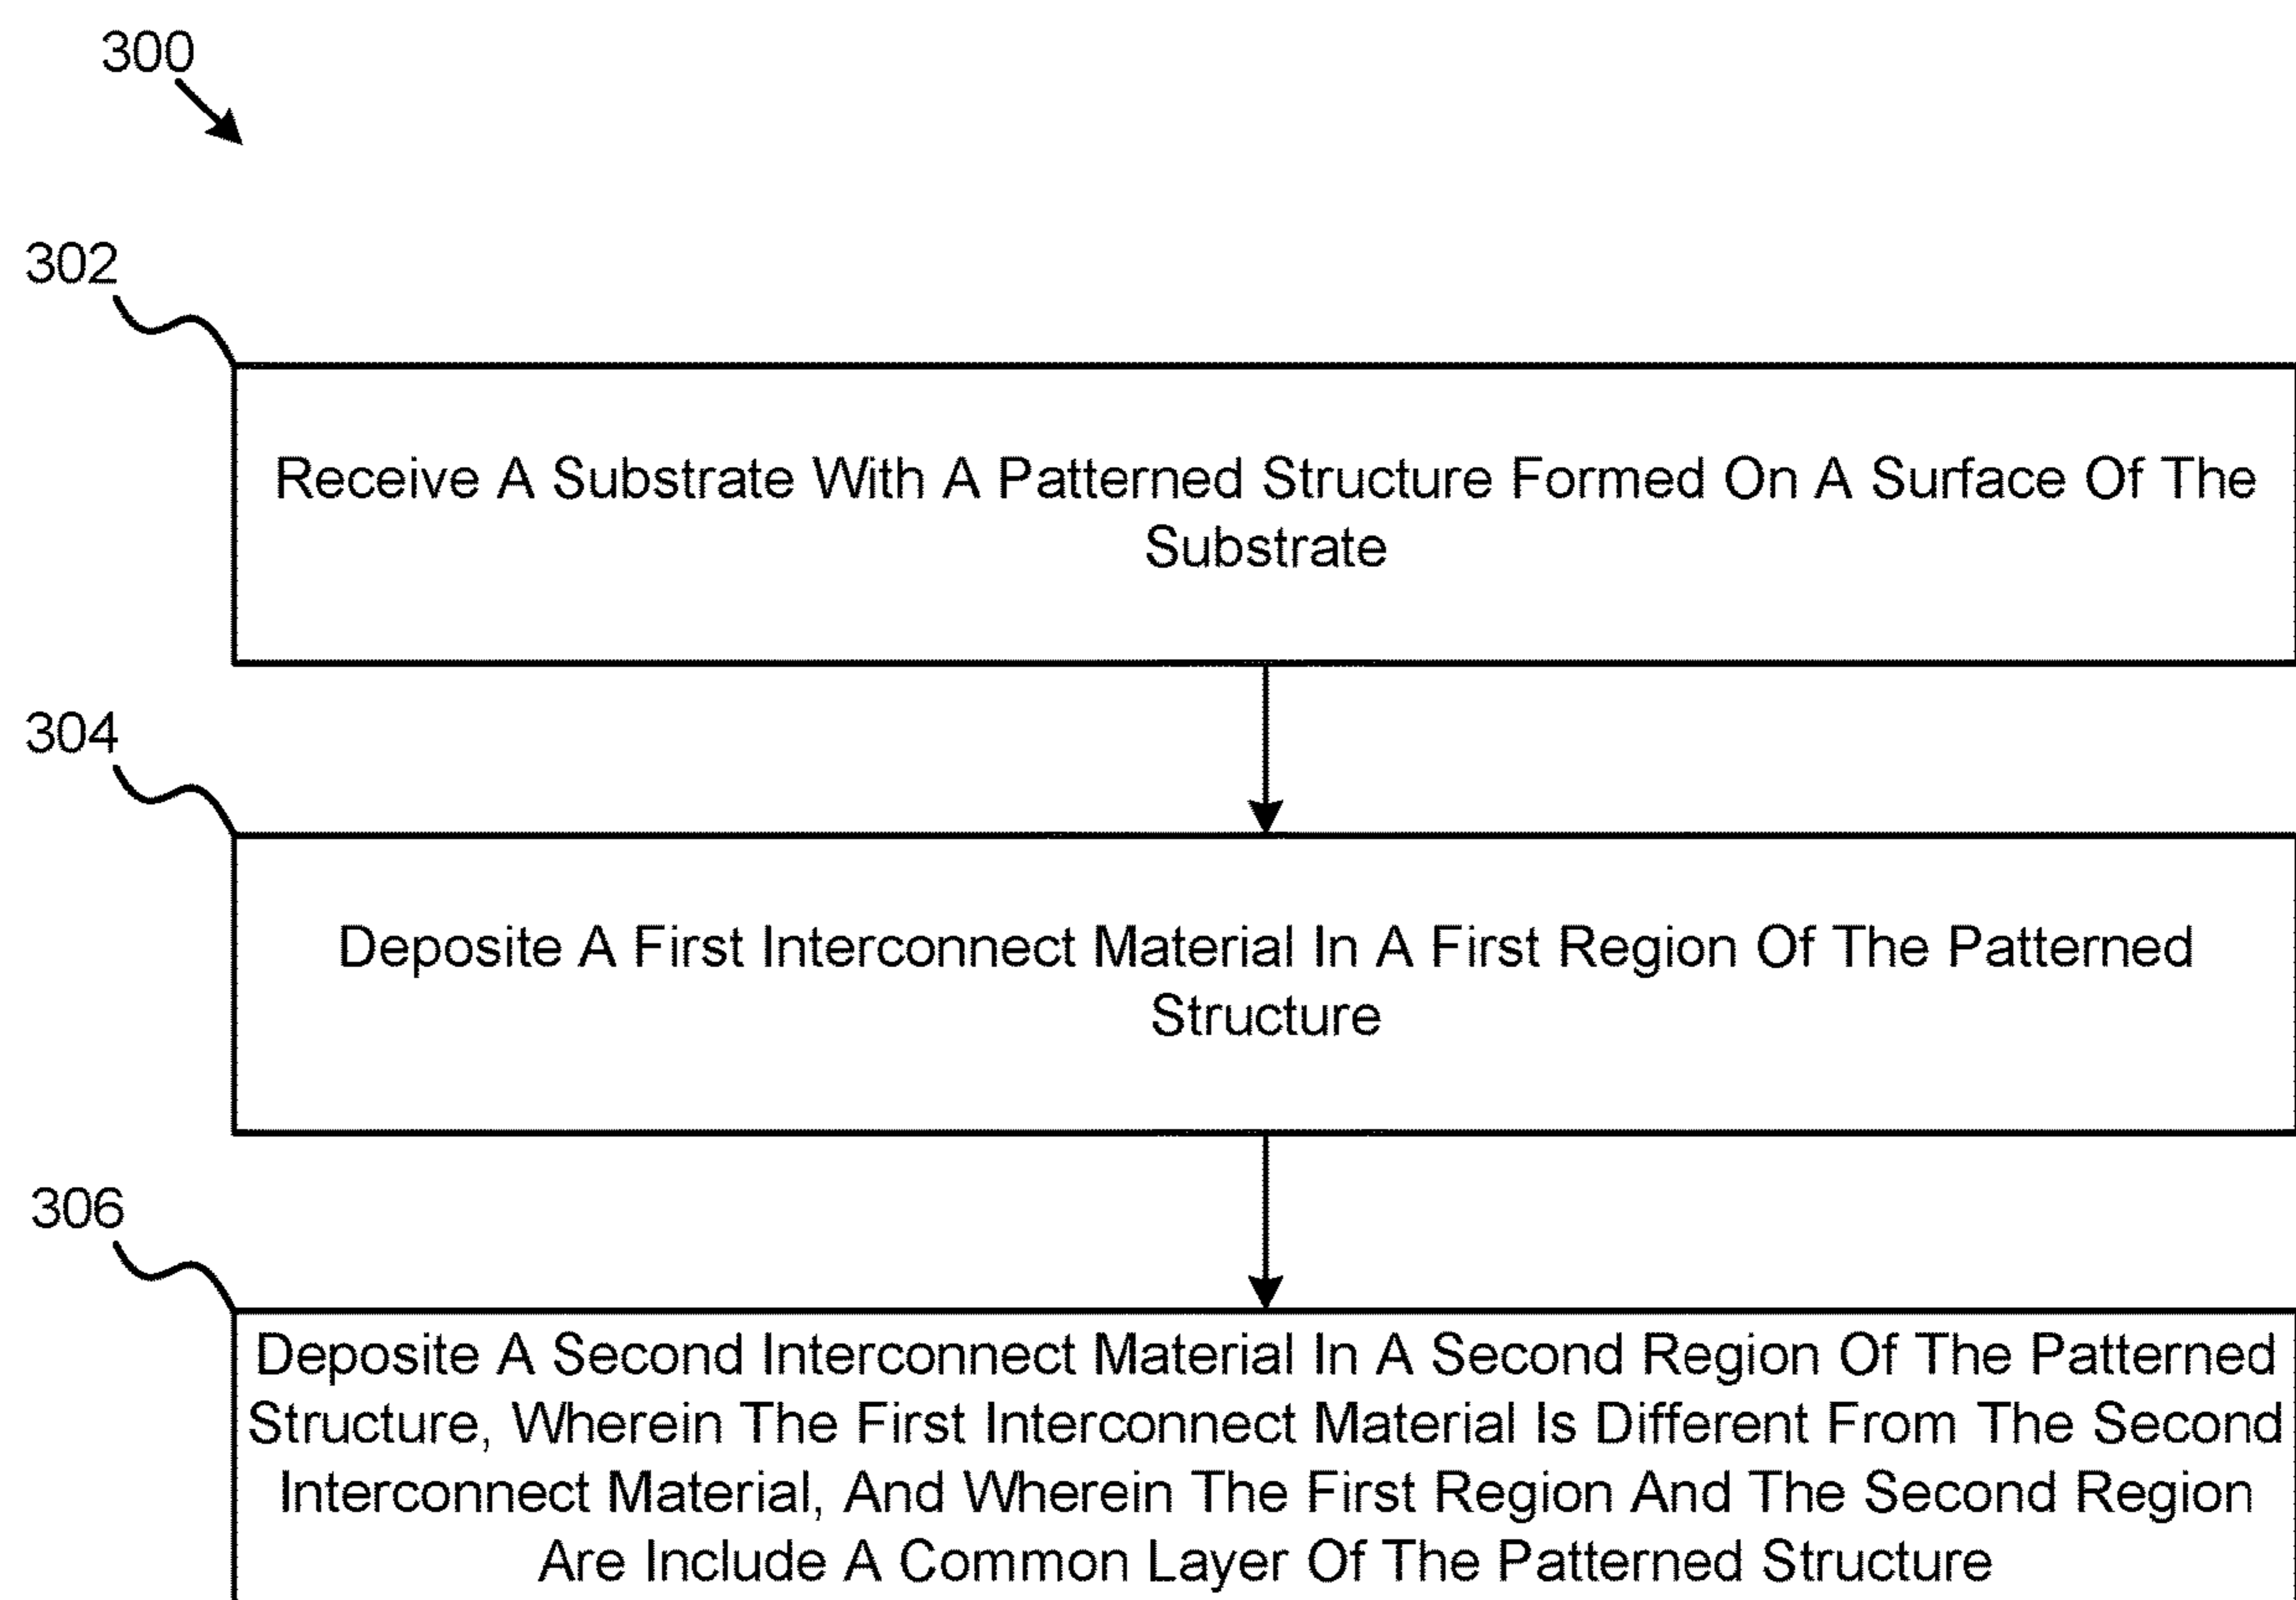 300
302
Receive A Substrate With A Patterned Structure Formed On A Surface Of The
Substrate
304
Deposite A First Interconnect Material In A First Region Of The Patterned
Structure
306
Deposite A Second Interconnect Material In A Second Region Of The Patterned
Structure, Wherein The First Interconnect Material Is Different From The Second
Interconnect Material, And Wherein The First Region And The Second Region
Are Include A Common Layer Of The Patterned Structure